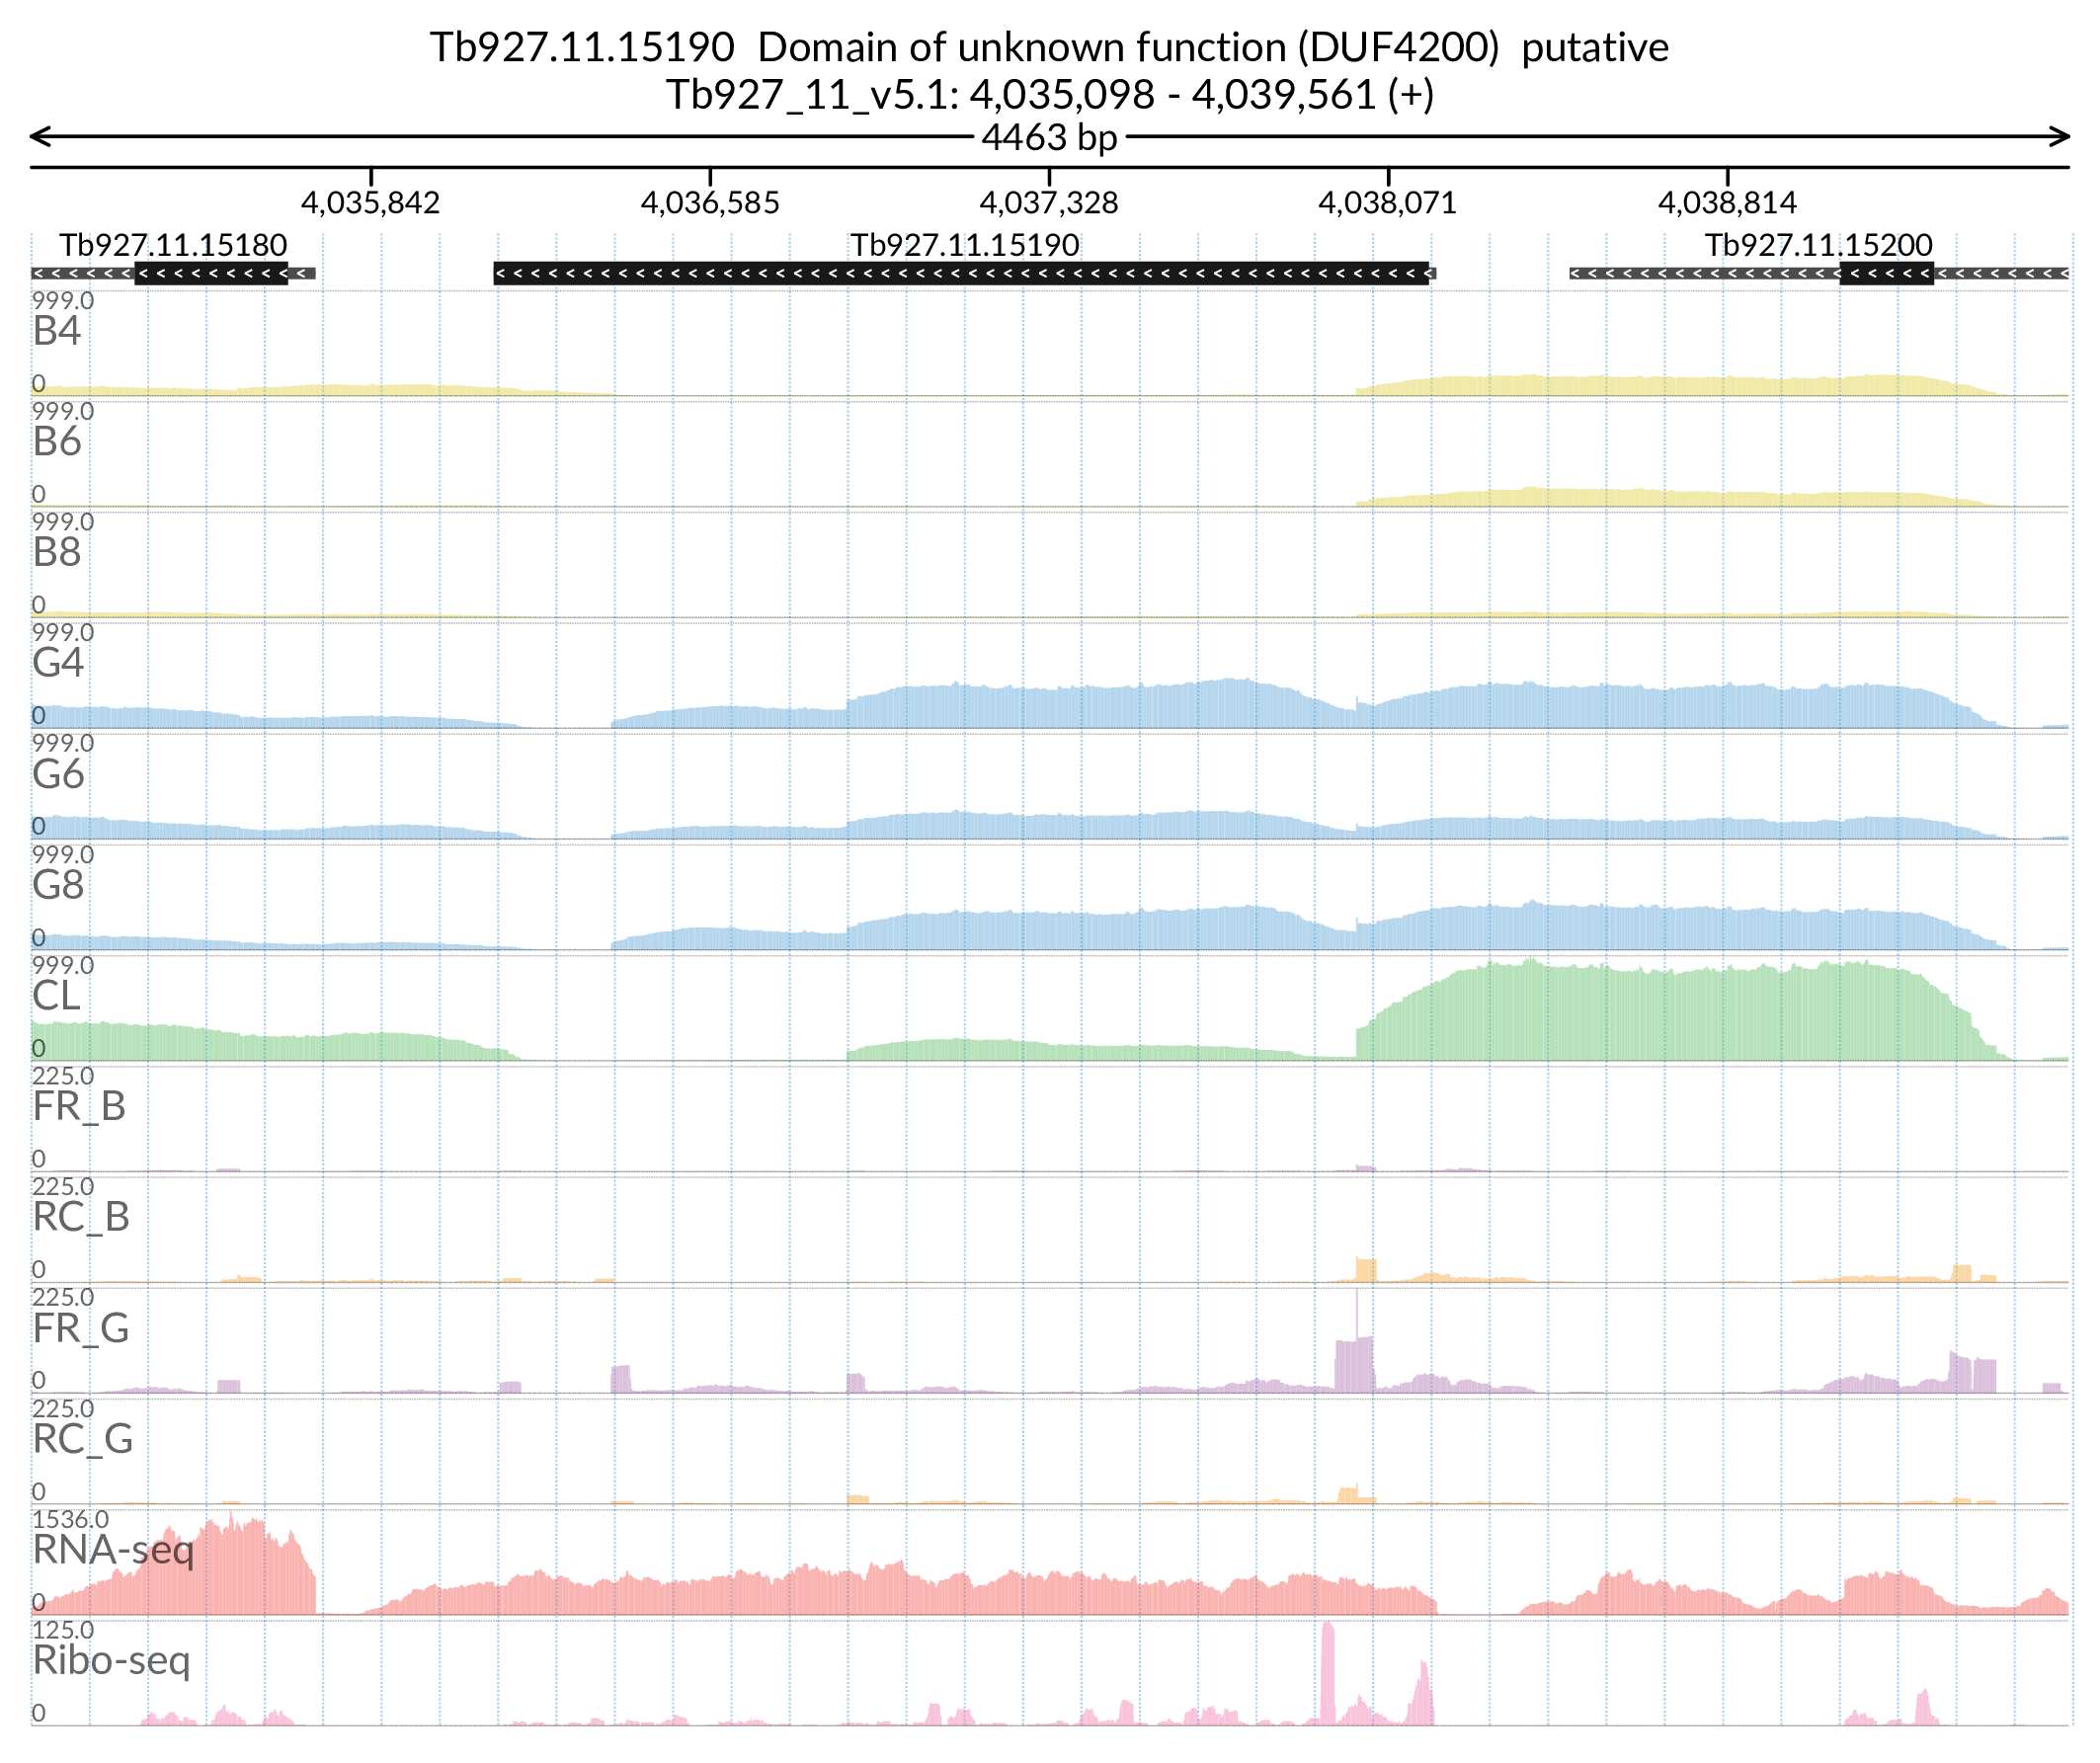 Tb927.11.15190 Domain of unknown function (DUF4200) putative
Tb927_11_v5.1: 4,035,098 - 4,039,561 (+)
4463 bp
4,035,842 4,036,585 4,037,328 4,038,071 4,038,814
Tb927.11.15180 Tb927.11.15190 Tb927.11.15200
999.0
B4
0
999.0
B6
0
999.0
B8
0
999.0
G4
0
999.0
G6
0
999.0
G8
0
999.0
CL
0
225.0
FR_B
0
225.0
RC_B
0
225.0
FR_G
0
225.0
RC_G
0
1536.0
RNA-seq
0
125.0
Ribo-seq
0